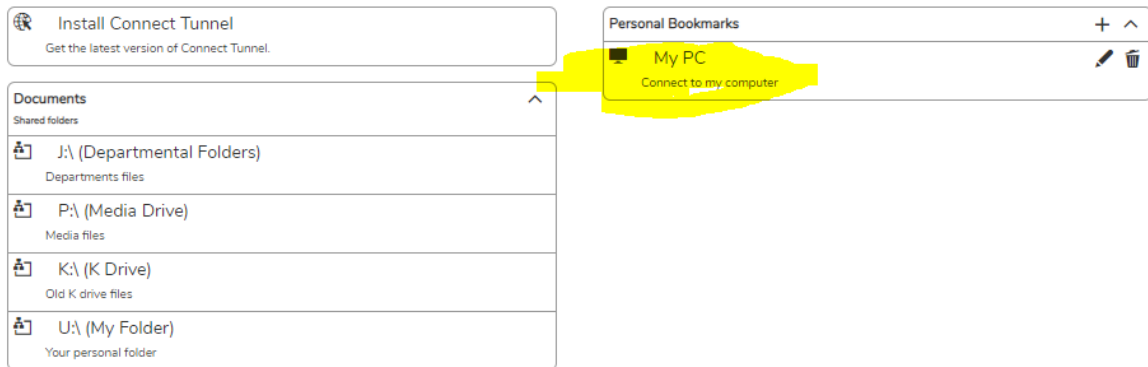 Install Connect Tunnel
Get the latest version of Connect Tunnel.
Documents
Shared folders
J:\ (Departmental Folders)
Departments files
P:\ (Media Drive)
Media files
K:\ (K Drive)
Old K drive files
U:\ (My Folder)
Your personal folder
Personal Bookmarks
My PC
Connect to my computer